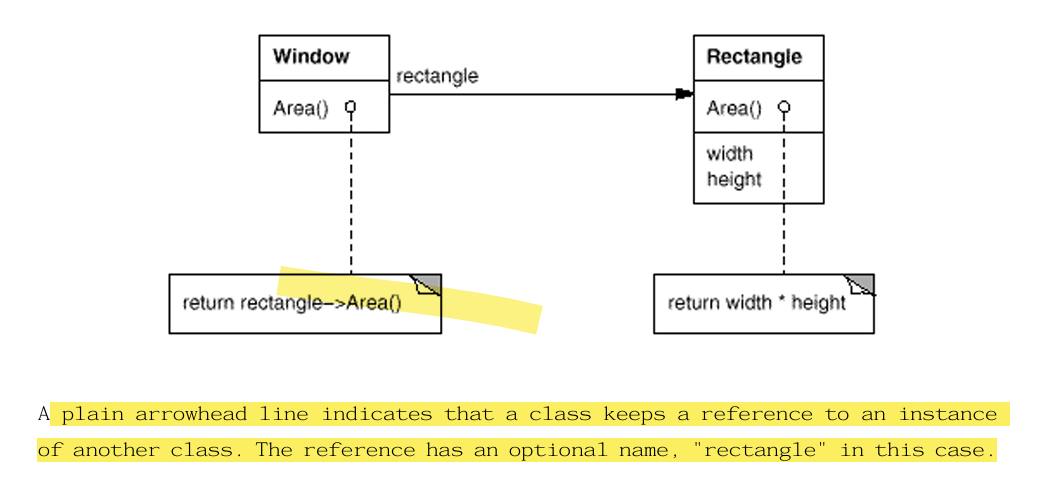 Window
rectangle
Rectangle
Area()
Area()
width
height
return rectangle->Area()
return width * height
A plain arrowhead line indicates that a class keeps a reference to an instance
of another class. The reference has an optional name, "rectangle" in this case.